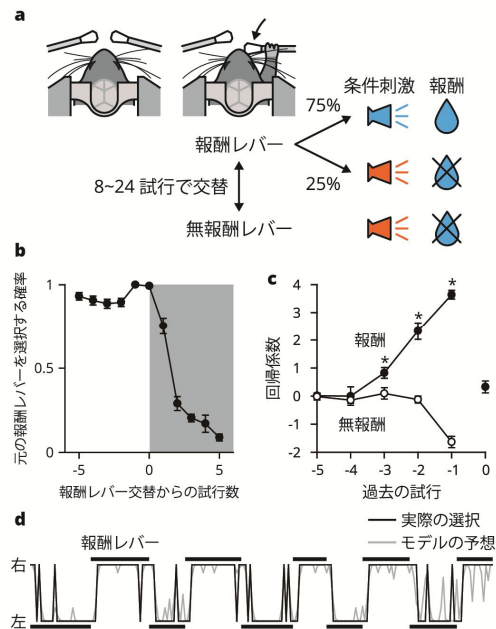 a
条件刺激 報酬
75%
報酬レバー
8~24 試行で交替
25%
無報酬レバー
b
元の報酬レバーを選択する確率
1
0.5
0
-5 0 5
報酬レバー交替からの試行数
c
回帰係数
4
3
2
1
0
-1
-2
* * *
報酬
無報酬
-5 -4 -3 -2 -1 0
過去の試行
d
実際の選択
モデルの予想
報酬レバー
右
左